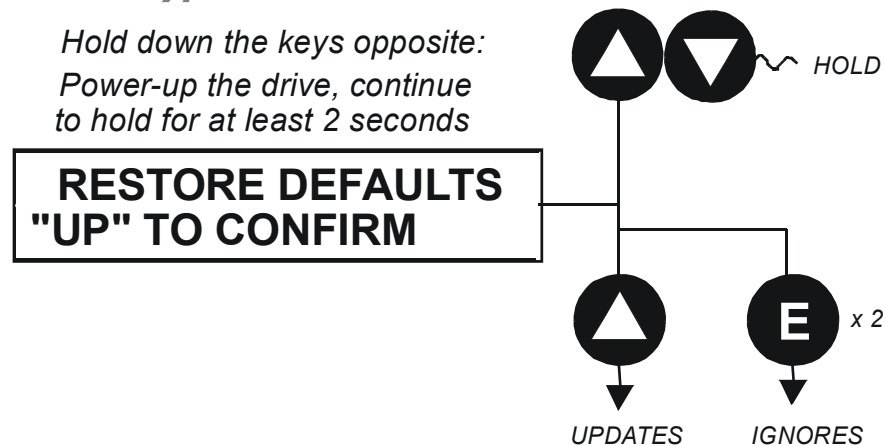 Hold down the keys opposite:
Power-up the drive, continue
to hold for at least 2 seconds
HOLD
RESTORE DEFAULTS
"UP" TO CONFIRM
E
x 2
UPDATES
IGNORES